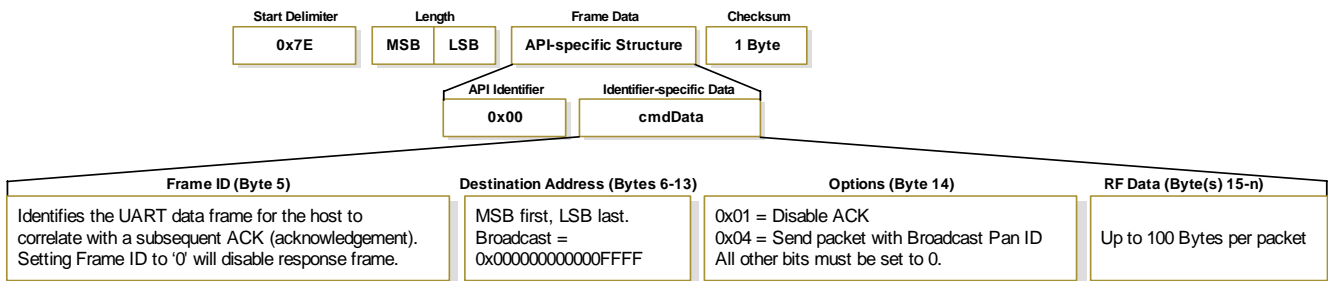 Start Delimiter Length Frame Data Checksum
0x7E MSB LSB API-specific Structure 1 Byte
API Identifier Identifier-specific Data
0x00 cmdData
Frame ID (Byte 5)
Identifies the UART data frame for the host to
correlate with a subsequent ACK (acknowledgement).
Setting Frame ID to ‘0’ will disable response frame.
Destination Address (Bytes 6-13)
MSB first, LSB last.
Broadcast =
0x000000000000FFFF
Options (Byte 14)
0x01 = Disable ACK
0x04 = Send packet with Broadcast Pan ID
All other bits must be set to 0.
RF Data (Byte(s) 15-n)
Up to 100 Bytes per packet